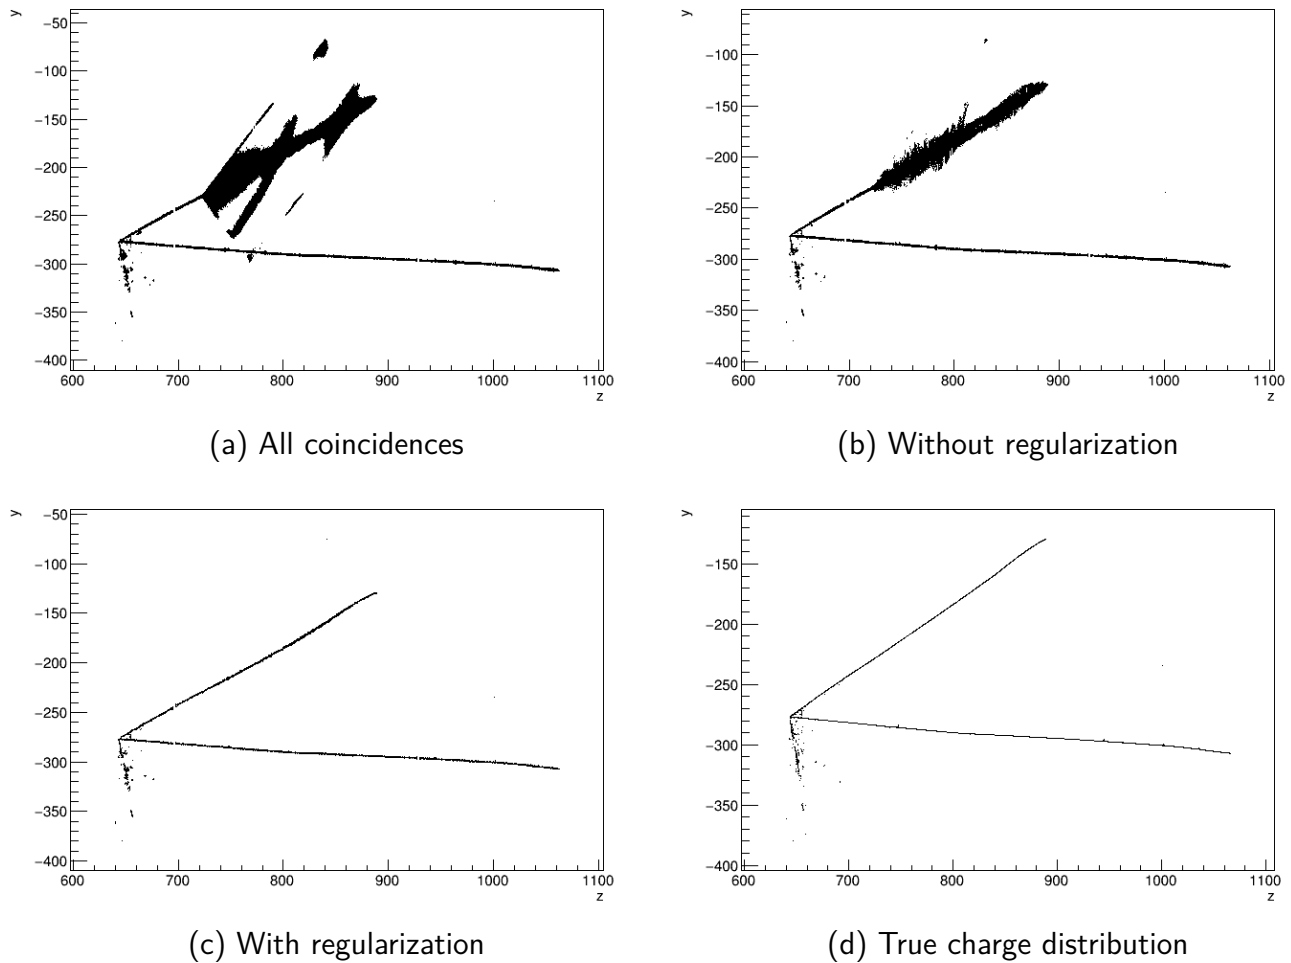 y
−50
−100
−150
−200
−250
−300
−350
−400
600 700 800 900 1000 1100
z
(a) All coincidences
y
−100
−150
−200
−250
−300
−350
−400
600 700 800 900 1000 1100
z
(b) Without regularization
y
−50
−100
−150
−200
−250
−300
−350
−400
600 700 800 900 1000 1100
z
(c) With regularization
y
−150
−200
−250
−300
−350
−400
600 700 800 900 1000 1100
z
(d) True charge distribution